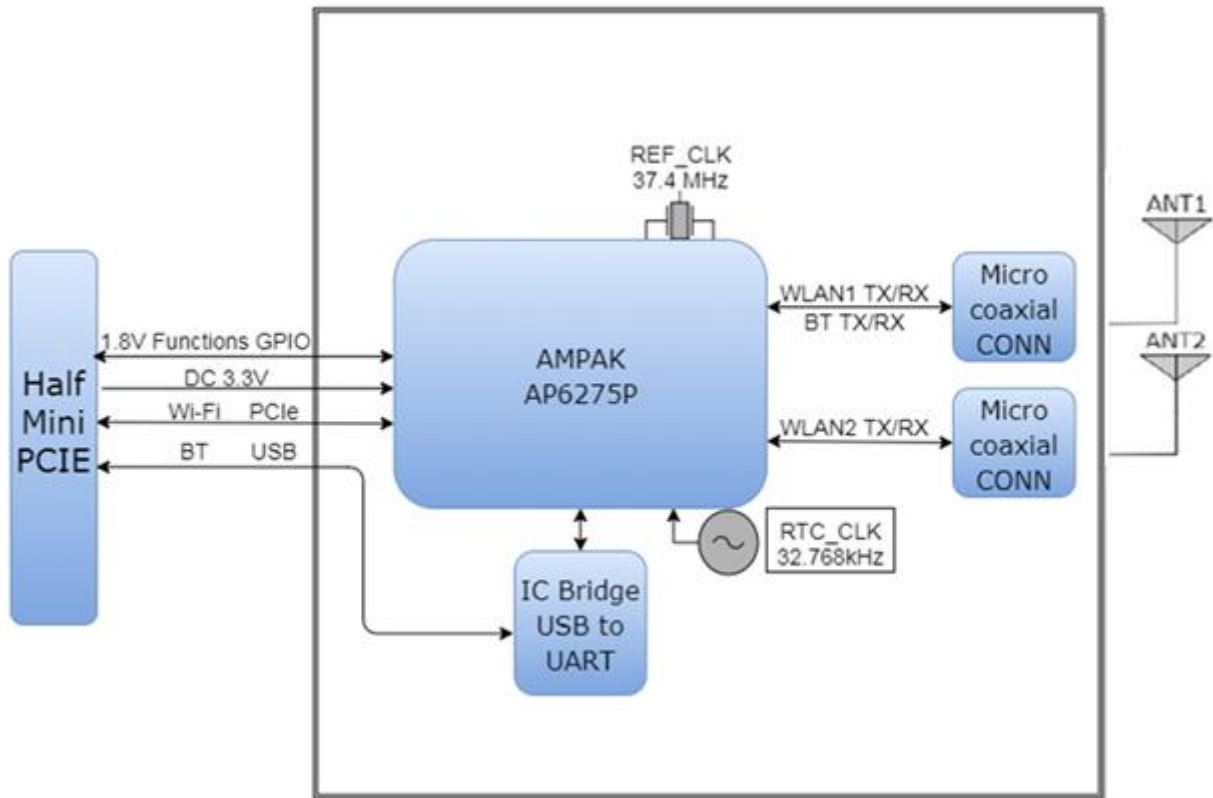 REF_CLK
37.4 MHz
ANT1
Micro
coaxial
CONN
WLAN1 TX/RX
BT TX/RX
ANT2
1.8V Functions GPIO
DC 3.3V
Wi-Fi PCIe
BT USB
Half
Mini
PCIE
AMPAK
AP6275P
WLAN2 TX/RX
Micro
coaxial
CONN
RTC_CLK
32.768kHz
IC Bridge
USB to
UART